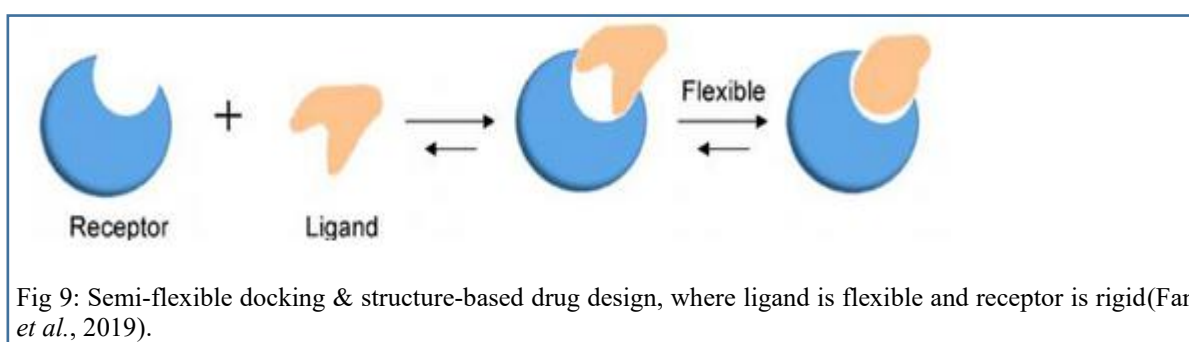 Flexible
+
Receptor
Ligand
Fig 9: Semi-flexible docking & structure-based drug design, where ligand is flexible and receptor is rigid(Fan
et al., 2019).